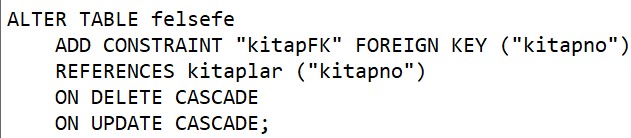 ALTER TABLE felsefe
    ADD CONSTRAINT "kitapFK" FOREIGN KEY ("kitapno")
    REFERENCES kitaplar ("kitapno")
    ON DELETE CASCADE
    ON UPDATE CASCADE;